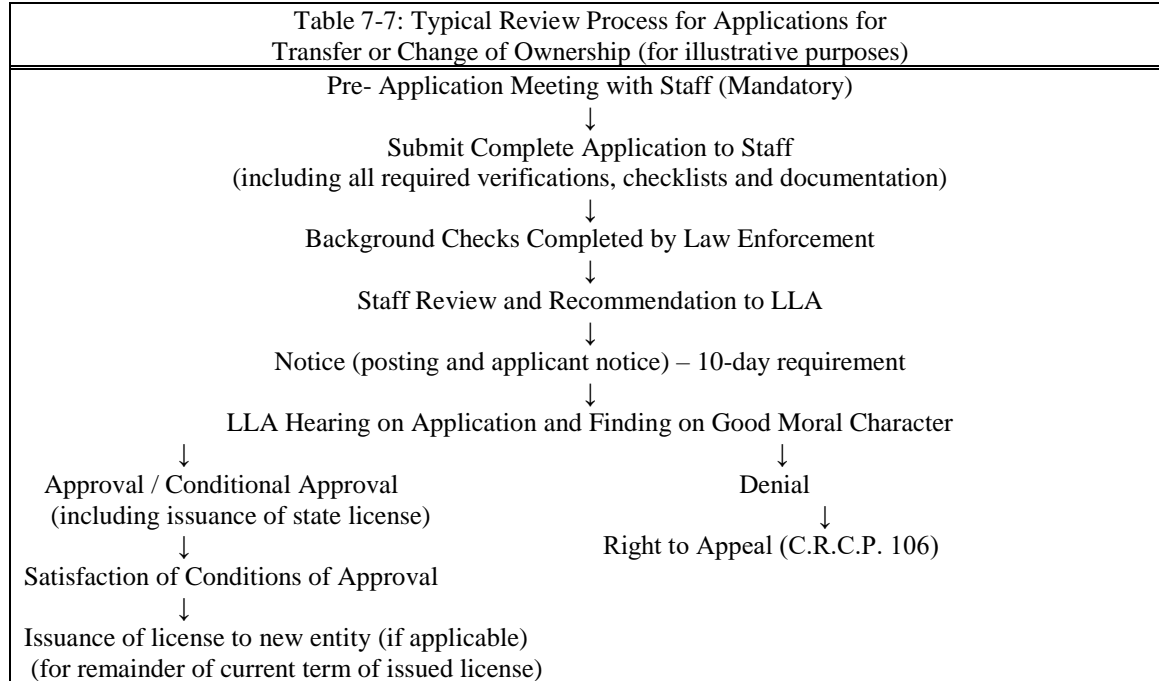 Table 7-7: Typical Review Process for Applications for
Transfer or Change of Ownership (for illustrative purposes)
Pre- Application Meeting with Staff (Mandatory)
↓
Submit Complete Application to Staff
(including all required verifications, checklists and documentation)
↓
Background Checks Completed by Law Enforcement
↓
Staff Review and Recommendation to LLA
↓
Notice (posting and applicant notice) – 10-day requirement
↓
LLA Hearing on Application and Finding on Good Moral Character
↓ ↓
Approval / Conditional Approval Denial
(including issuance of state license) ↓
↓ Right to Appeal (C.R.C.P. 106)
Satisfaction of Conditions of Approval
↓
Issuance of license to new entity (if applicable)
(for remainder of current term of issued license)